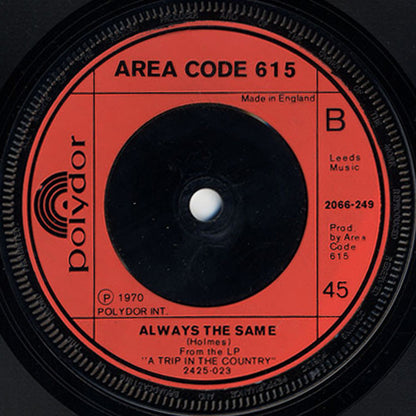 AREA CODE 615
Made in England
B
Leeds
Music
2066-249
Prod.
by Area
Code
615
45
polydor
Ⓟ 1970
POLYDOR INT.
ALWAYS THE SAME
(Holmes)
From the LP
"A TRIP IN THE COUNTRY"
2425-023